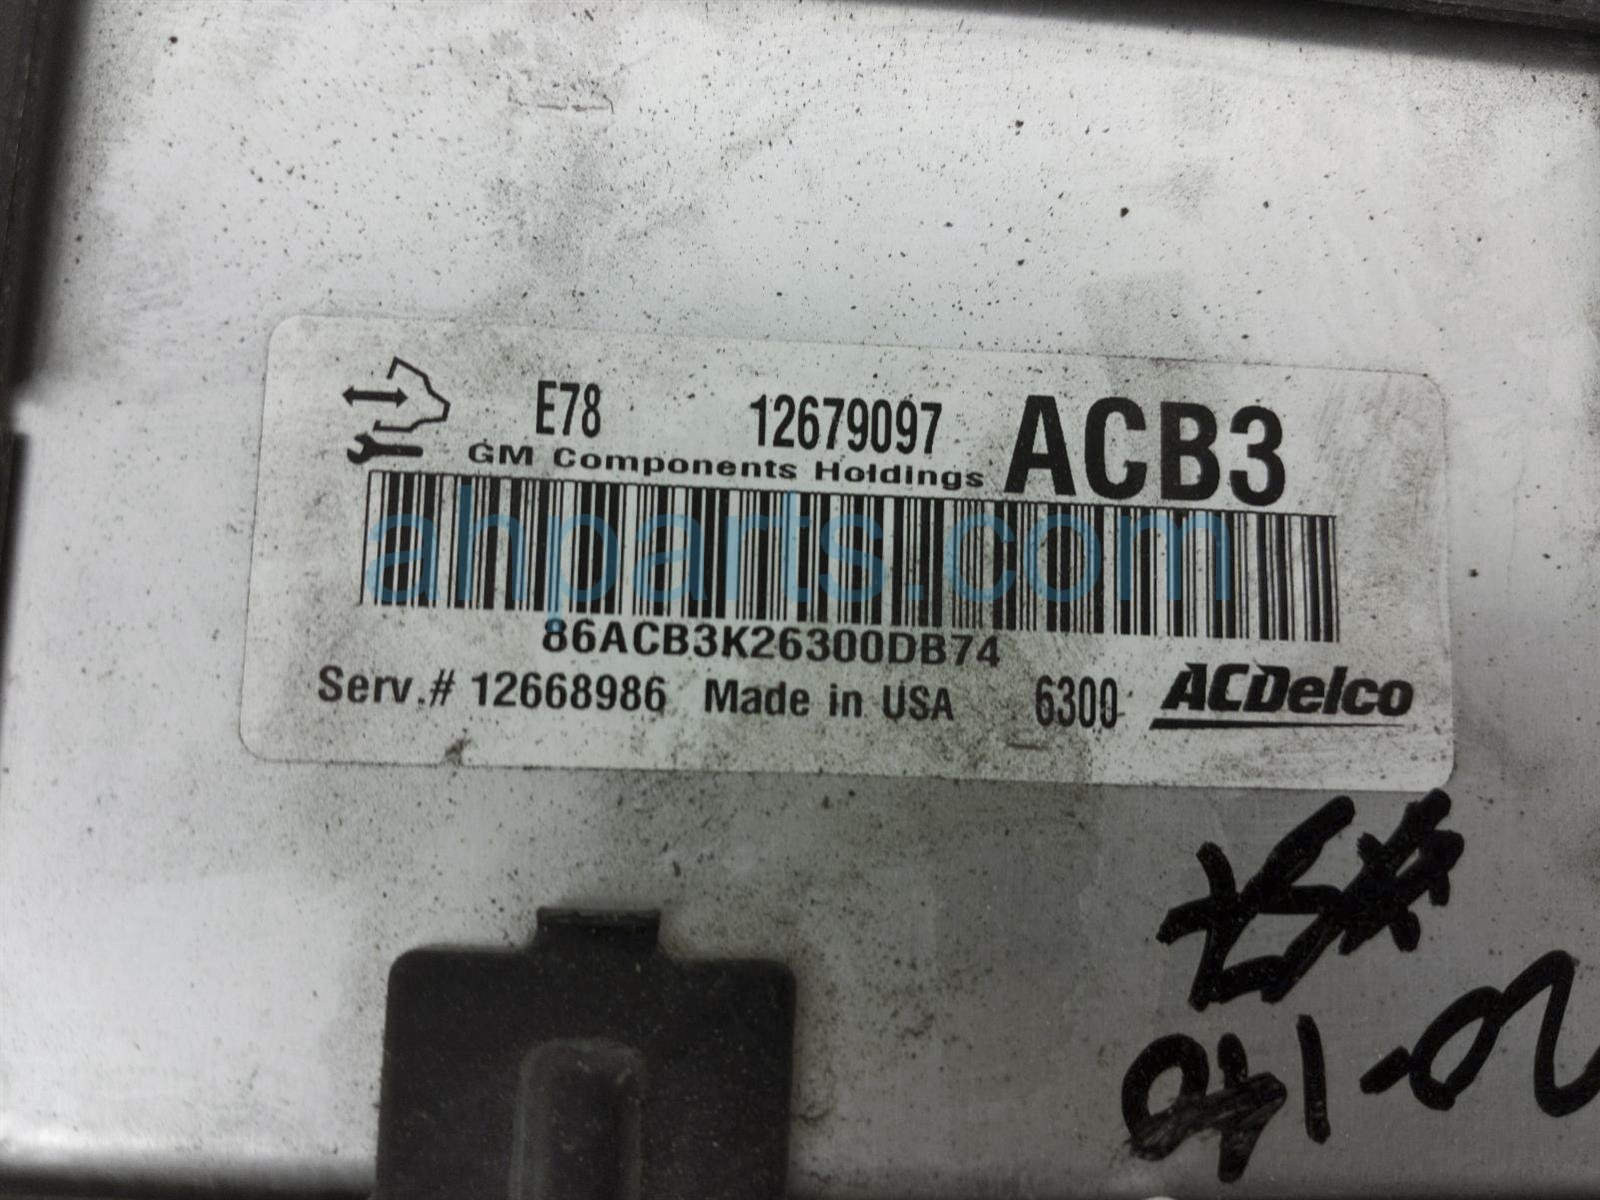 E78 12679097 ACB3
GM Components Holdings
ahparts.com
86ACB3K26300DB74
Serv.# 12668986 Made in USA 6300 ACDelco